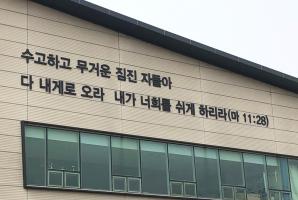 수고하고 무거운 짐진 자들아
다 내게로 오라 내가 너희를 쉬게 하리라(마 11:28)